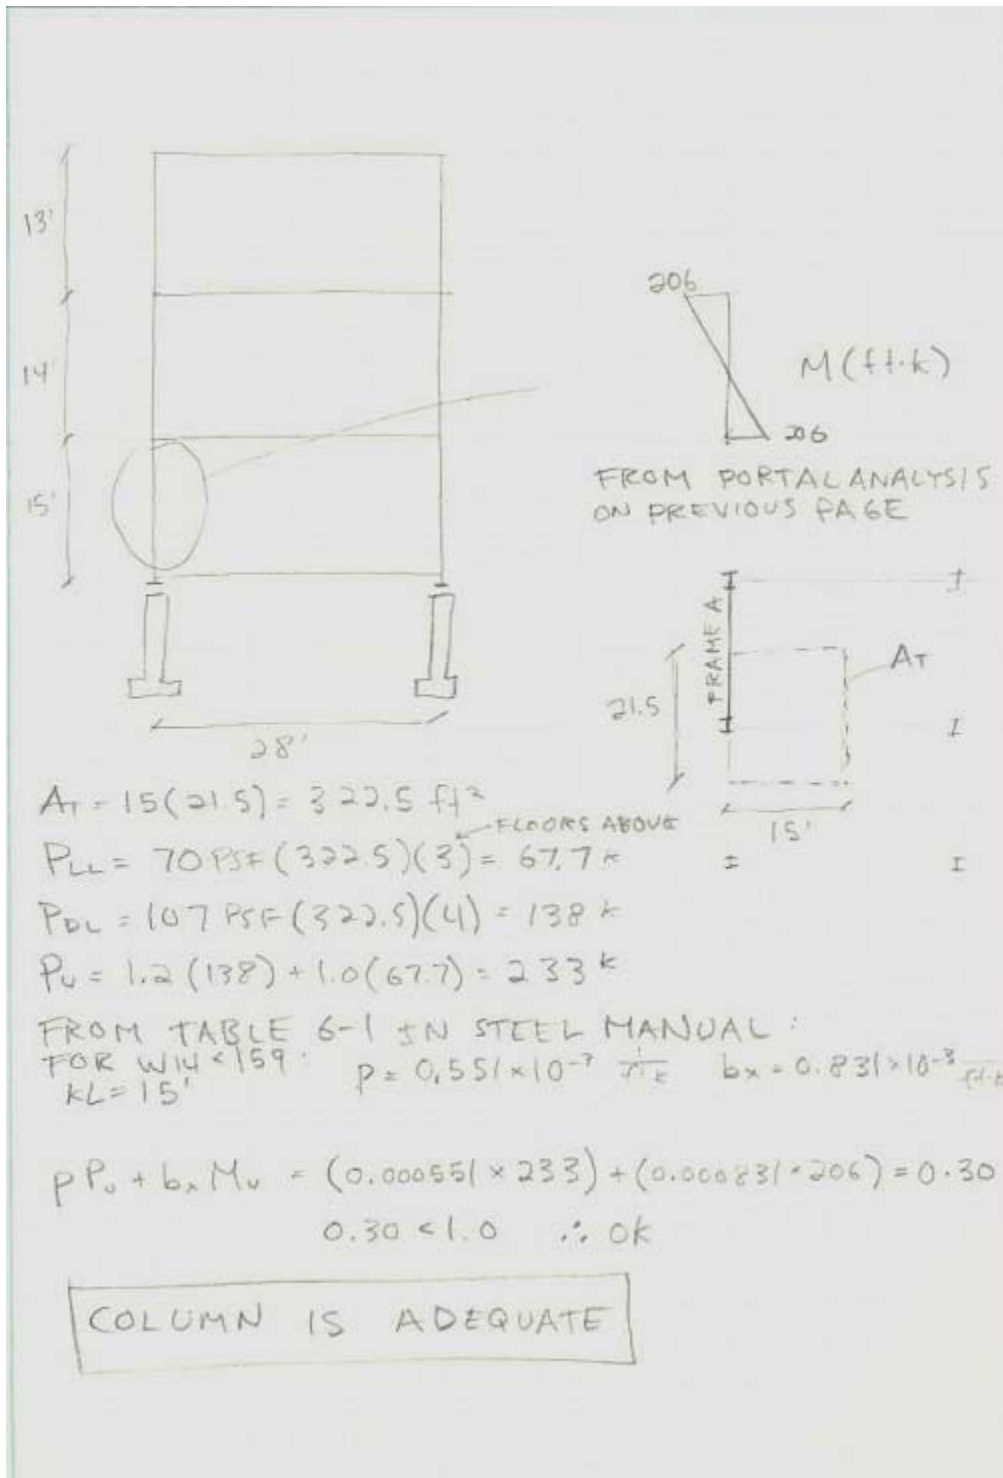 13'
14'
15'
28'
206
M(ft·k)
206
FROM PORTAL ANALYSIS
ON PREVIOUS PAGE
FRAME A
AT
21.5
15'
AT = 15(21.5) = 322.5 ft²
FLOORS ABOVE
PLL = 70 PSF (322.5)(3) = 67.7 k
PDL = 107 PSF (322.5)(4) = 138 k
PU = 1.2(138) + 1.0(67.7) = 233 k
FROM TABLE 6-1 IN STEEL MANUAL:
FOR W14×159: p = 0.551×10⁻³ bx = 0.831×10⁻³
KL = 15'
pPu + bxMu = (0.000551 × 233) + (0.000831 × 206) = 0.30
0.30 < 1.0 ∴ OK
COLUMN IS ADEQUATE